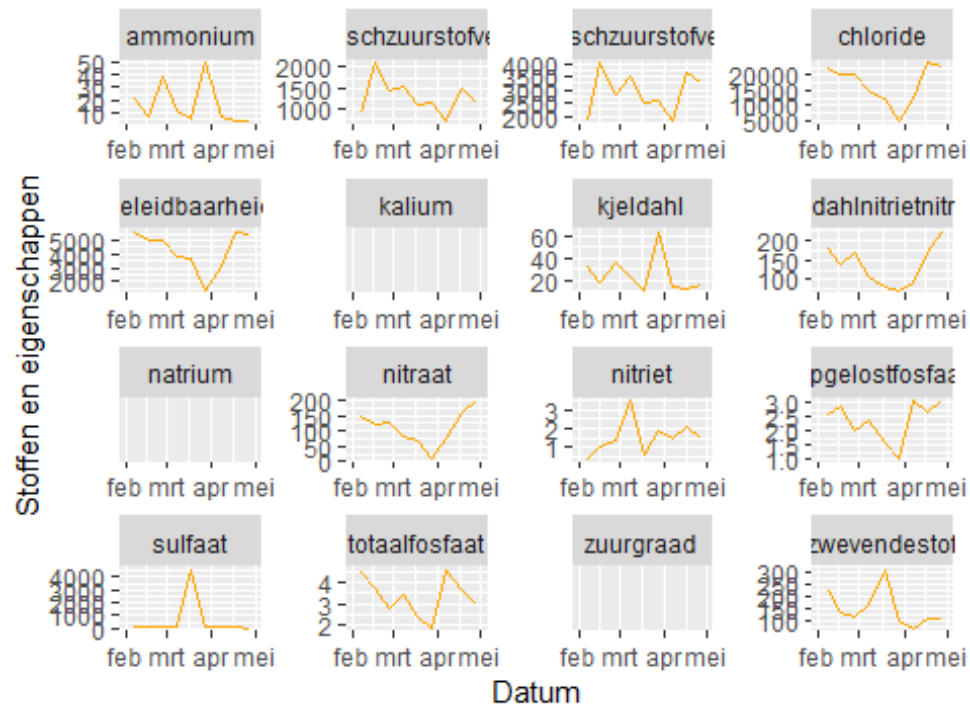 ammonium schzuurstofve schzuurstofve chloride
50 40 30 20 10
2000 1500 1000
4000 3500 3000 2500 2000
20000 15000 10000 5000
feb mrt apr mei feb mrt apr mei feb mrt apr mei feb mrt apr mei
eleidbaarheid kalium kjeldahl dahlnitrietnitr
5000 4000 3000 2000
60 40 20
200 150 100
feb mrt apr mei feb mrt apr mei feb mrt apr mei feb mrt apr mei
natrium nitraat nitriet pgelostfosfaa
200 150 100 50 0
3 2 1
3.0 2.5 2.0 1.5 1.0
feb mrt apr mei feb mrt apr mei feb mrt apr mei feb mrt apr mei
sulfaat totaalfosfaat zuurgraad zwevendestof
4000 3000 2000 1000 0
4 3 2
300 250 200 150 100
feb mrt apr mei feb mrt apr mei feb mrt apr mei feb mrt apr mei
Stoffen en eigenschappen
Datum